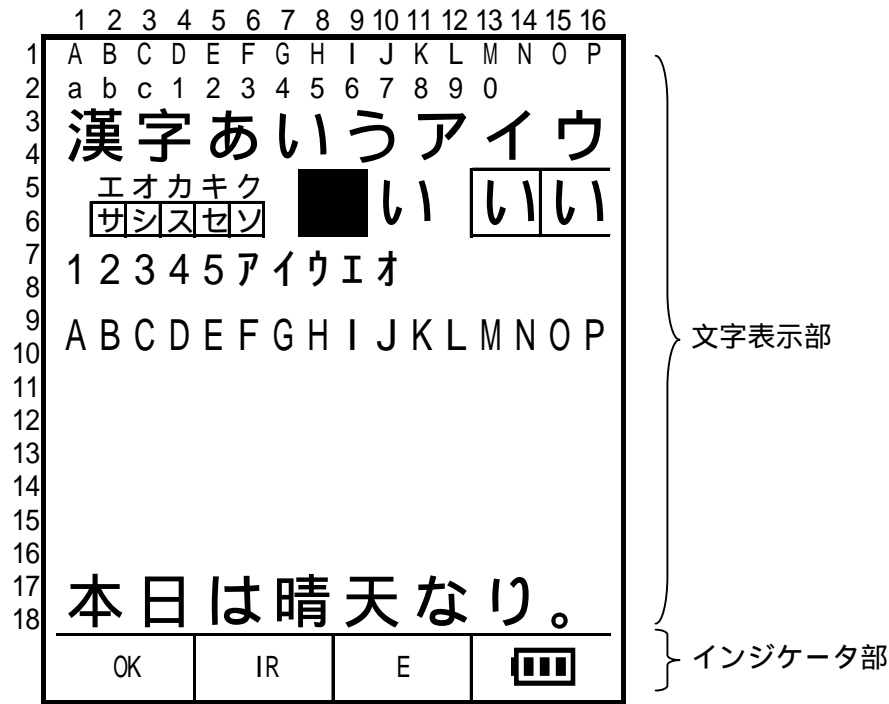 1 2 3 4 5 6 7 8 9 10 11 12 13 14 15 16
1 A B C D E F G H I J K L M N O P
2 a b c 1 2 3 4 5 6 7 8 9 0
3
4 漢字あいうアイウ
5 エオカキク い いい
6 サシスセソ
7
8 1 2 3 4 5 アイウエオ
9
10 A B C D E F G H I J K L M N O P
文字表示部
11
12
13
14
15
16
17
18 本日は晴天なり。
OK IR E
インジケータ部